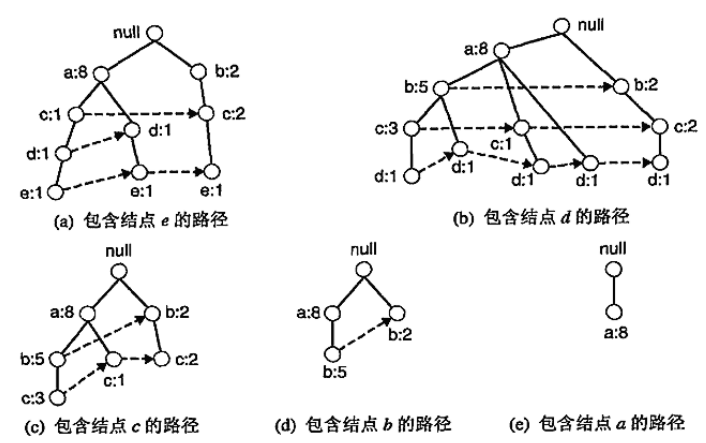 null
a:8
b:2
c:1
c:2
d:1
d:1
e:1
e:1
e:1
(a) 包含结点 e 的路径
null
a:8
b:5
b:2
c:3
c:1
c:2
d:1
d:1
d:1
d:1
d:1
(b) 包含结点 d 的路径
null
a:8
b:2
b:5
c:1
c:2
c:3
(c) 包含结点 c 的路径
null
a:8
b:2
b:5
(d) 包含结点 b 的路径
null
a:8
(e) 包含结点 a 的路径